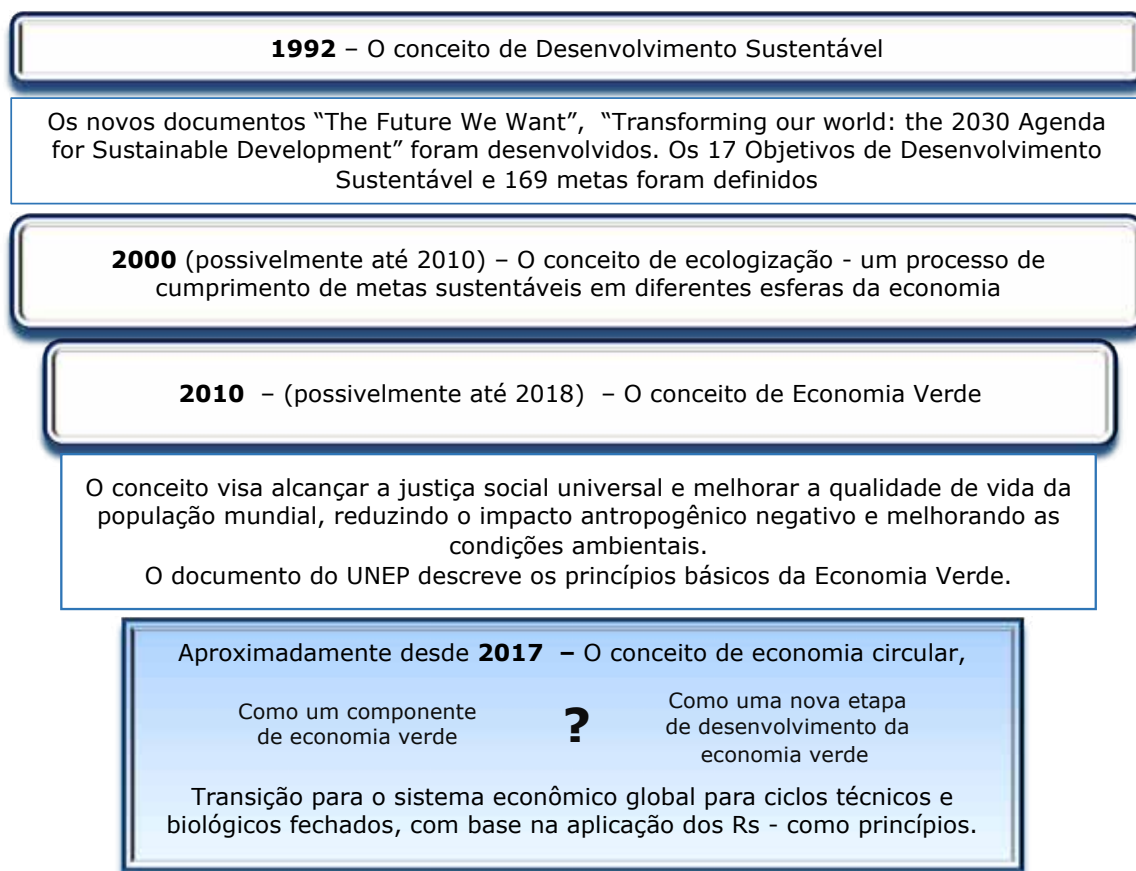 1992 – O conceito de Desenvolvimento Sustentável
Os novos documentos “The Future We Want”, “Transforming our world: the 2030 Agenda
for Sustainable Development” foram desenvolvidos. Os 17 Objetivos de Desenvolvimento
Sustentável e 169 metas foram definidos
2000 (possivelmente até 2010) – O conceito de ecologização - um processo de
cumprimento de metas sustentáveis em diferentes esferas da economia
2010 – (possivelmente até 2018) – O conceito de Economia Verde
O conceito visa alcançar a justiça social universal e melhorar a qualidade de vida da
população mundial, reduzindo o impacto antropogênico negativo e melhorando as
condições ambientais.
O documento do UNEP descreve os princípios básicos da Economia Verde.
Aproximadamente desde 2017 – O conceito de economia circular,
Como um componente
de economia verde
?
Como uma nova etapa
de desenvolvimento da
economia verde
Transição para o sistema econômico global para ciclos técnicos e
biológicos fechados, com base na aplicação dos Rs - como princípios.